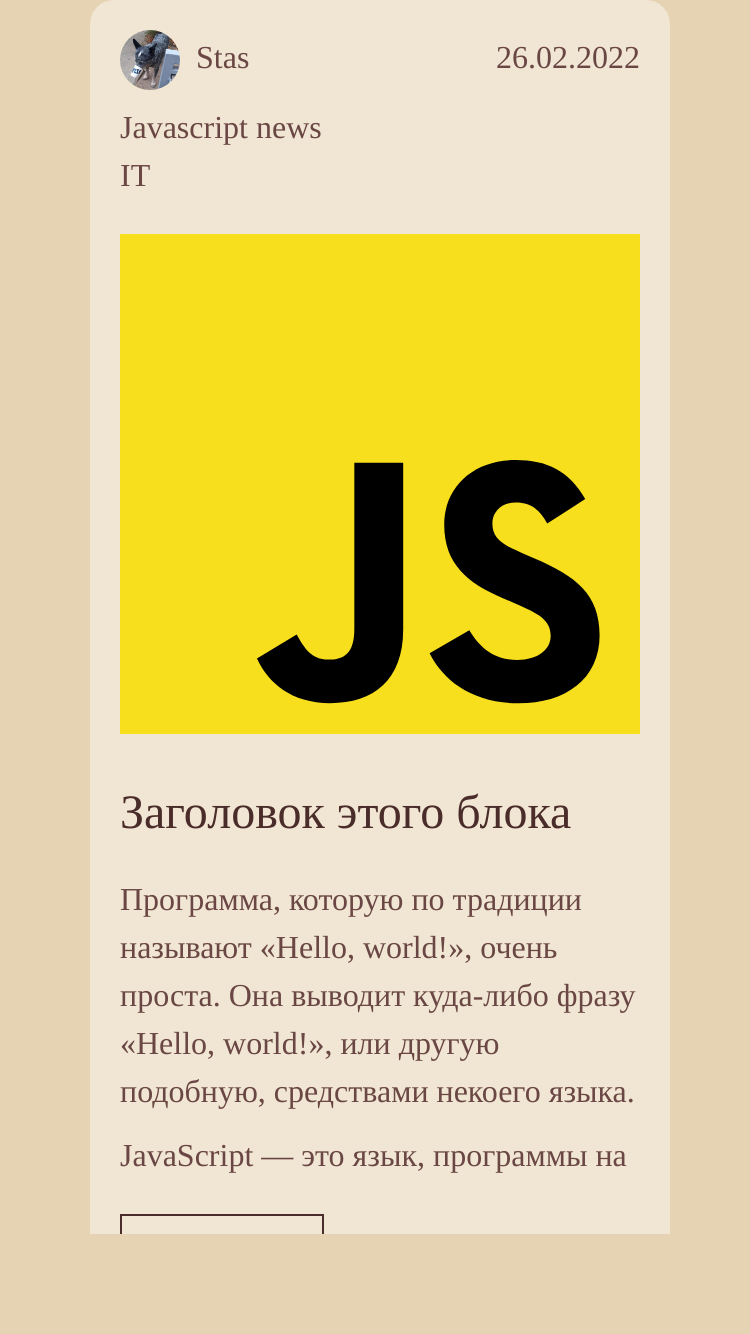 Stas 26.02.2022
Javascript news
IT
JS
Заголовок этого блока
Программа, которую по традиции
называют «Hello, world!», очень
проста. Она выводит куда-либо фразу
«Hello, world!», или другую
подобную, средствами некоего языка.
JavaScript — это язык, программы на